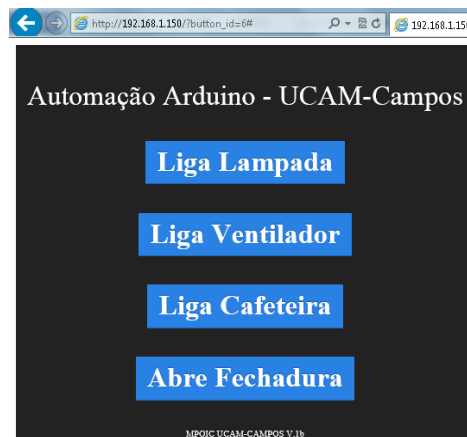 http://192.168.1.150/?button_id=6#
192.168.1.150
Automação Arduino - UCAM-Campos
Liga Lampada
Liga Ventilador
Liga Cafeteira
Abre Fechadura
MPOIC UCAM-CAMPOS V.1b